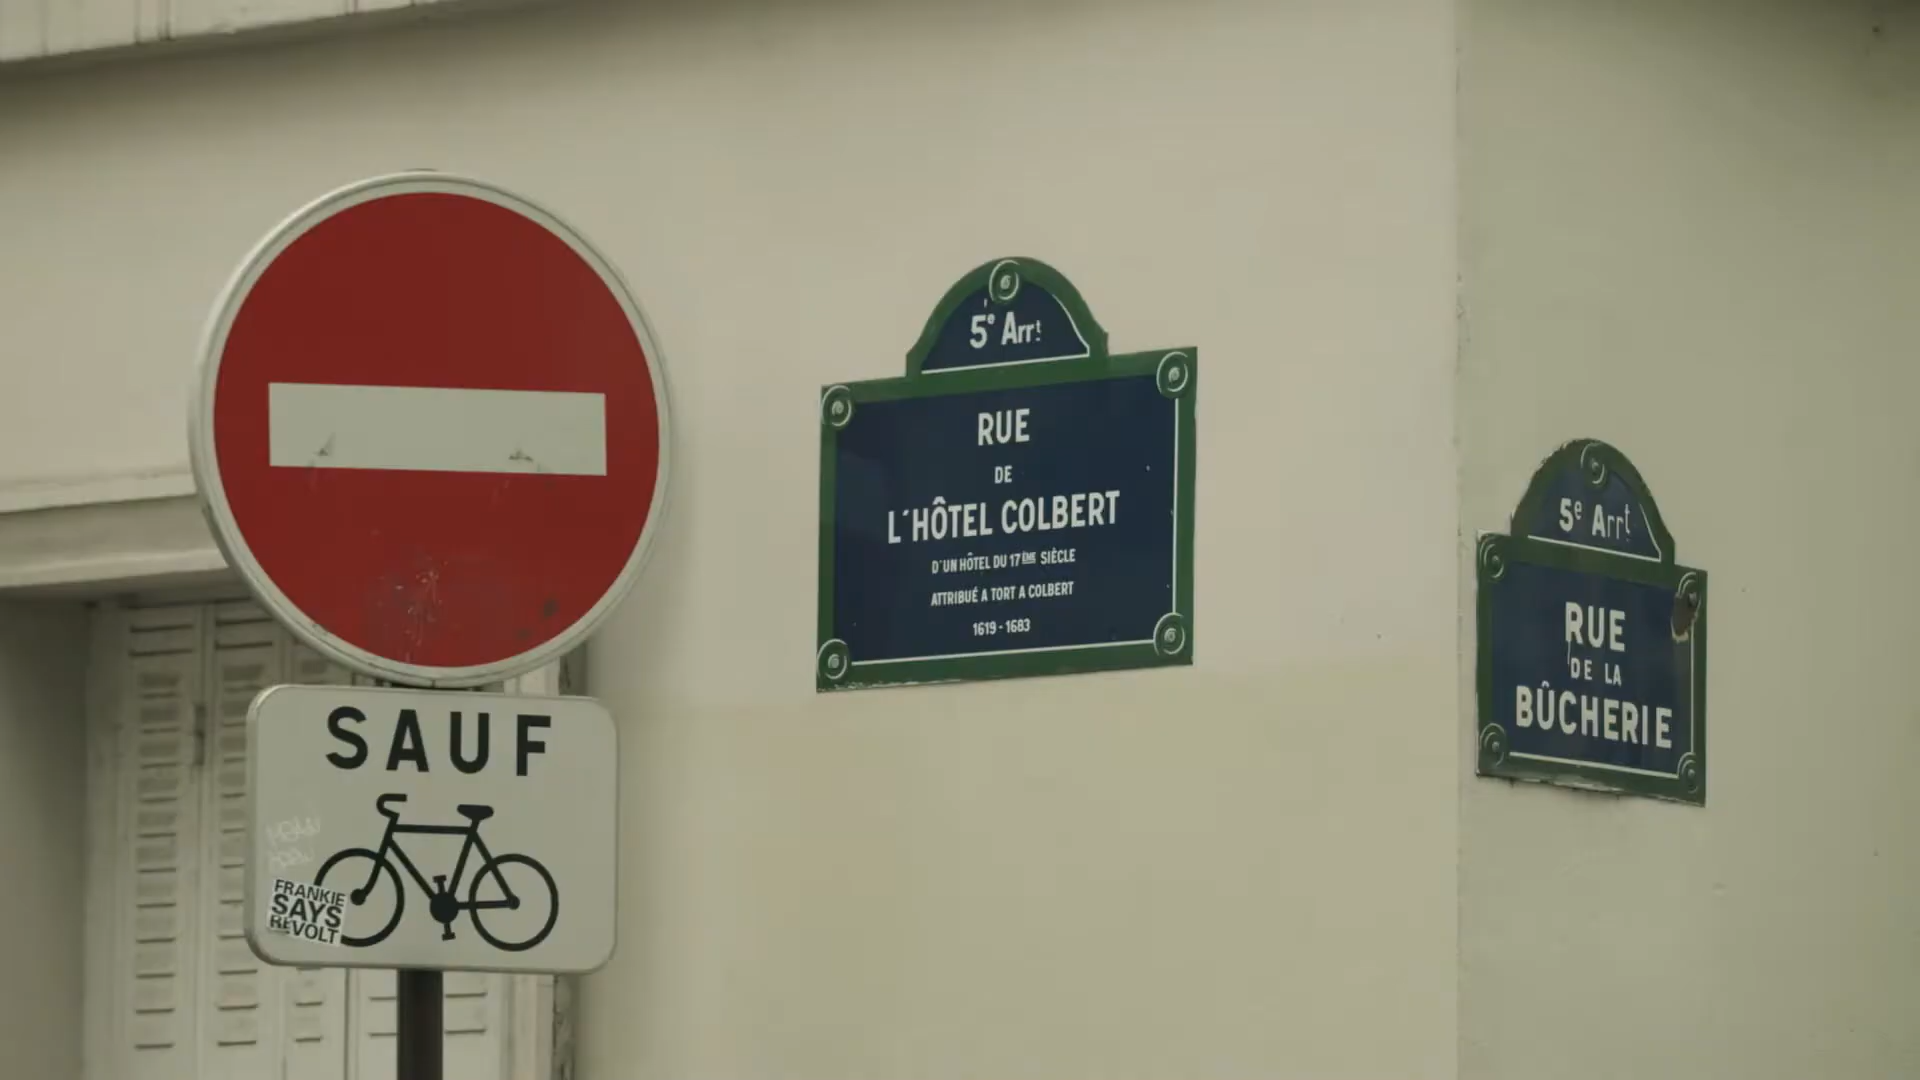 SAUF
FRANKIE
SAYS
REVOLT
5e Arrt
RUE
DE
L'HÔTEL COLBERT
D'UN HÔTEL DU 17ÈME SIÈCLE
ATTRIBUÉ A TORT A COLBERT
1619 - 1683
5e Arrt
RUE
DE LA
BÛCHERIE